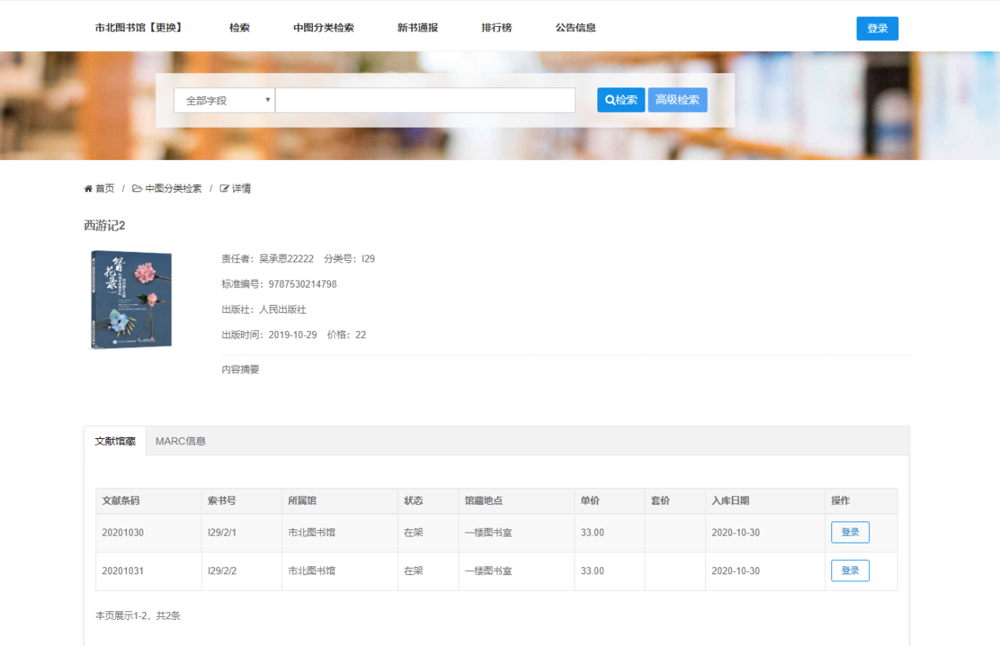 市北图书馆【更换】 检索 中图分类检索 新书通报 排行榜 公告信息 登录
全部字段 检索 高级检索
首页 / 中图分类检索 / 详情
西游记2
簪花录
责任者：吴承恩22222 分类号：I29
标准编号：9787530214798
出版社：人民出版社
出版时间：2019-10-29 价格：22
内容摘要
文献馆藏 MARC信息
文献条码 索书号 所属馆 状态 馆藏地点 单价 套价 入库日期 操作
20201030 I29/2/1 市北图书馆 在架 一楼图书室 33.00 2020-10-30 登录
20201031 I29/2/2 市北图书馆 在架 一楼图书室 33.00 2020-10-30 登录
本页展示1-2，共2条